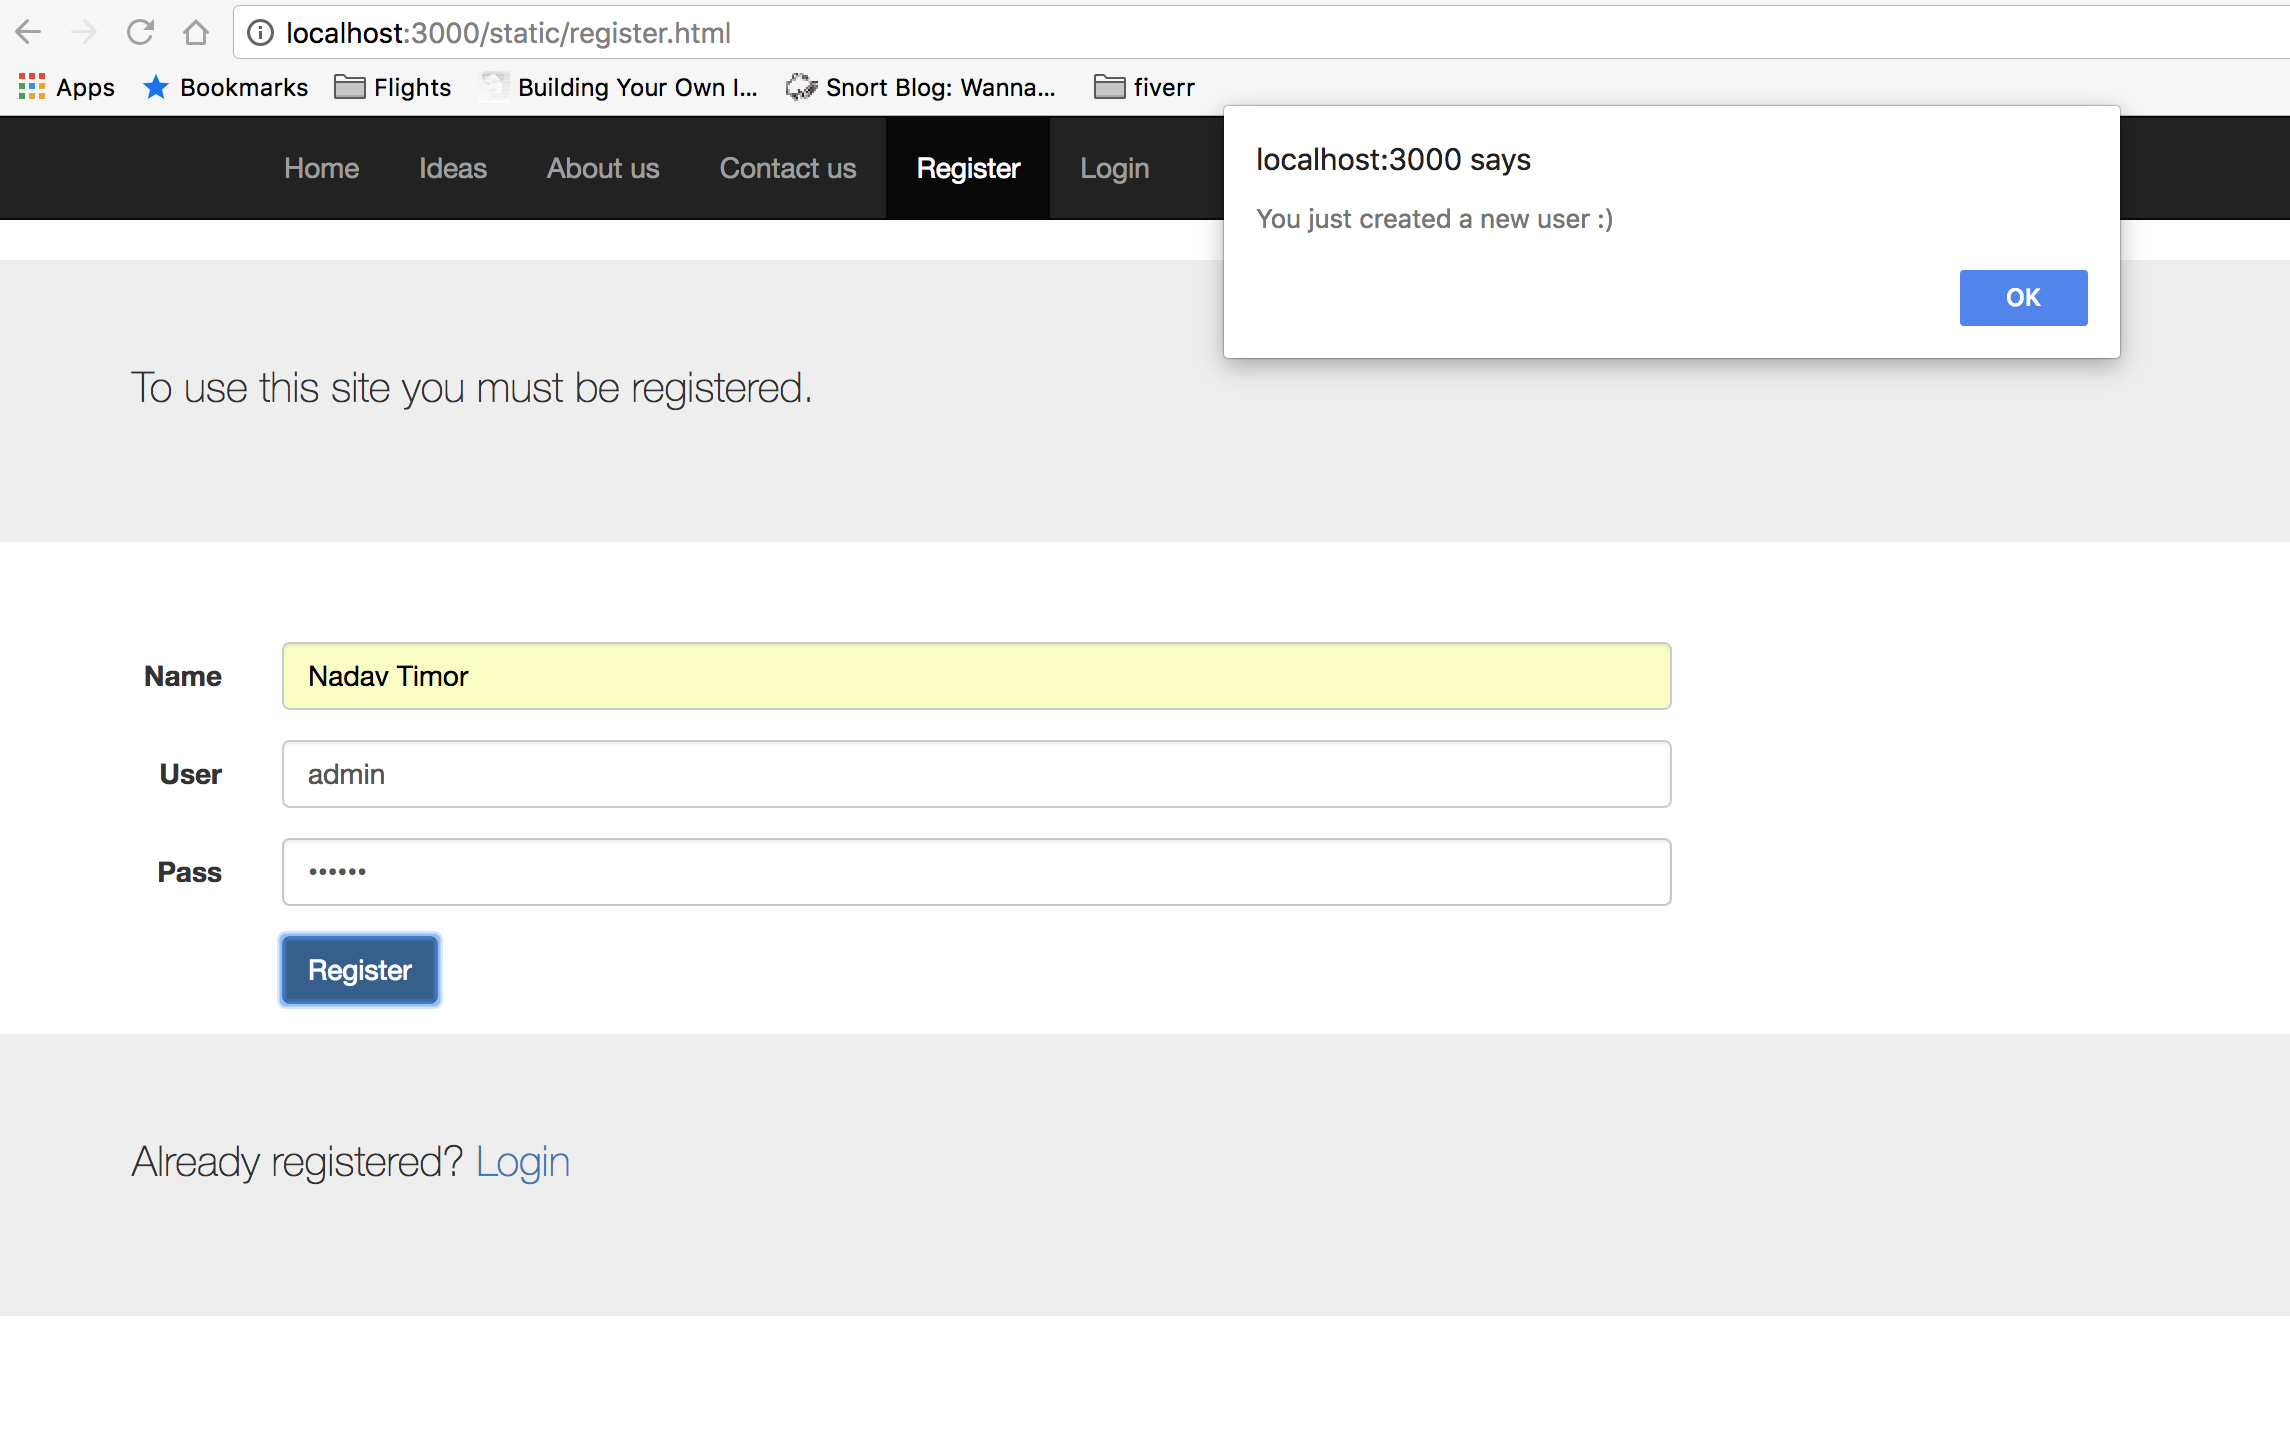 localhost:3000/static/register.html
Apps Bookmarks Flights Building Your Own I... Snort Blog: Wanna... fiverr
Home Ideas About us Contact us Register Login
localhost:3000 says
You just created a new user :)
OK
To use this site you must be registered.
Name Nadav Timor
User admin
Pass ••••••
Register
Already registered? Login